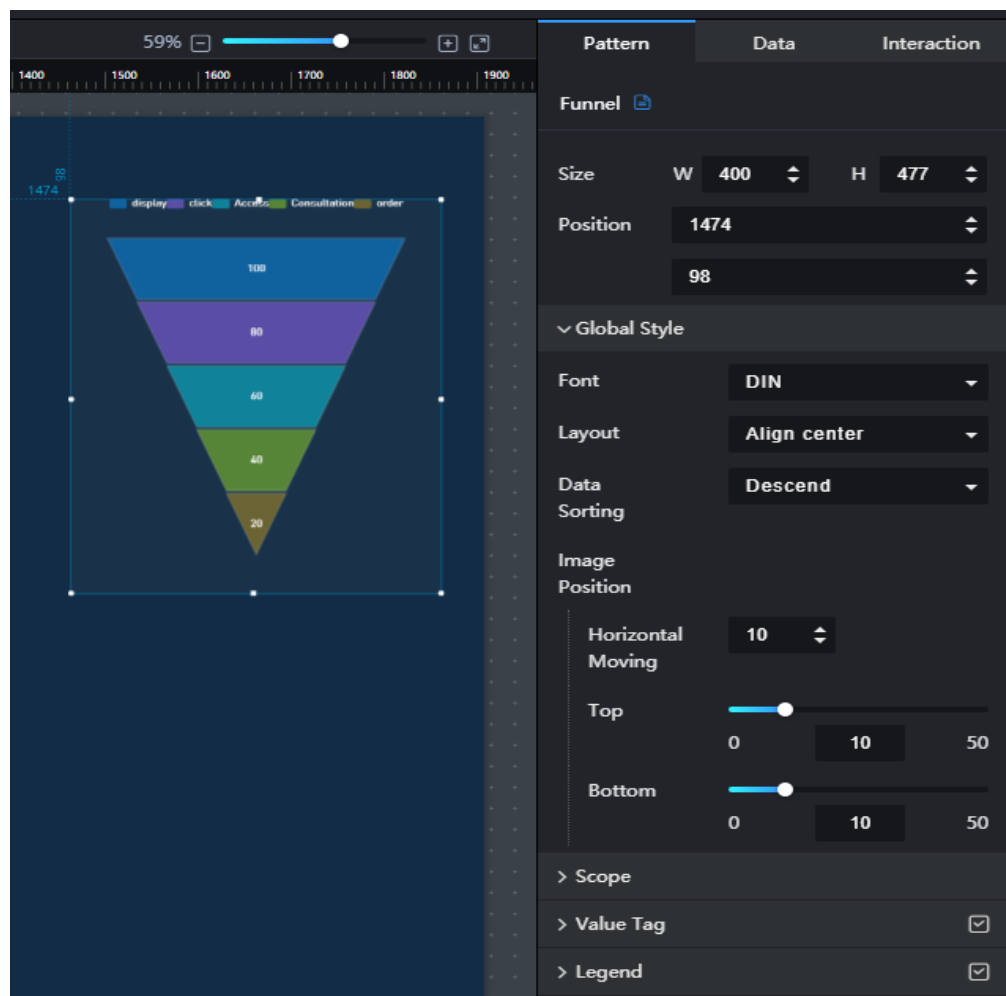 59%
Pattern Data Interaction
1400 1500 1600 1700 1800 1900
Funnel
Size W 400 H 477
98
1474
display click Access Consultation order
Position 1474
98
100
80
60
40
20
Global Style
Font DIN
Layout Align center
Data
Sorting
Descend
Image
Position
Horizontal
Moving
10
Top
0 10 50
Bottom
0 10 50
Scope
Value Tag
Legend